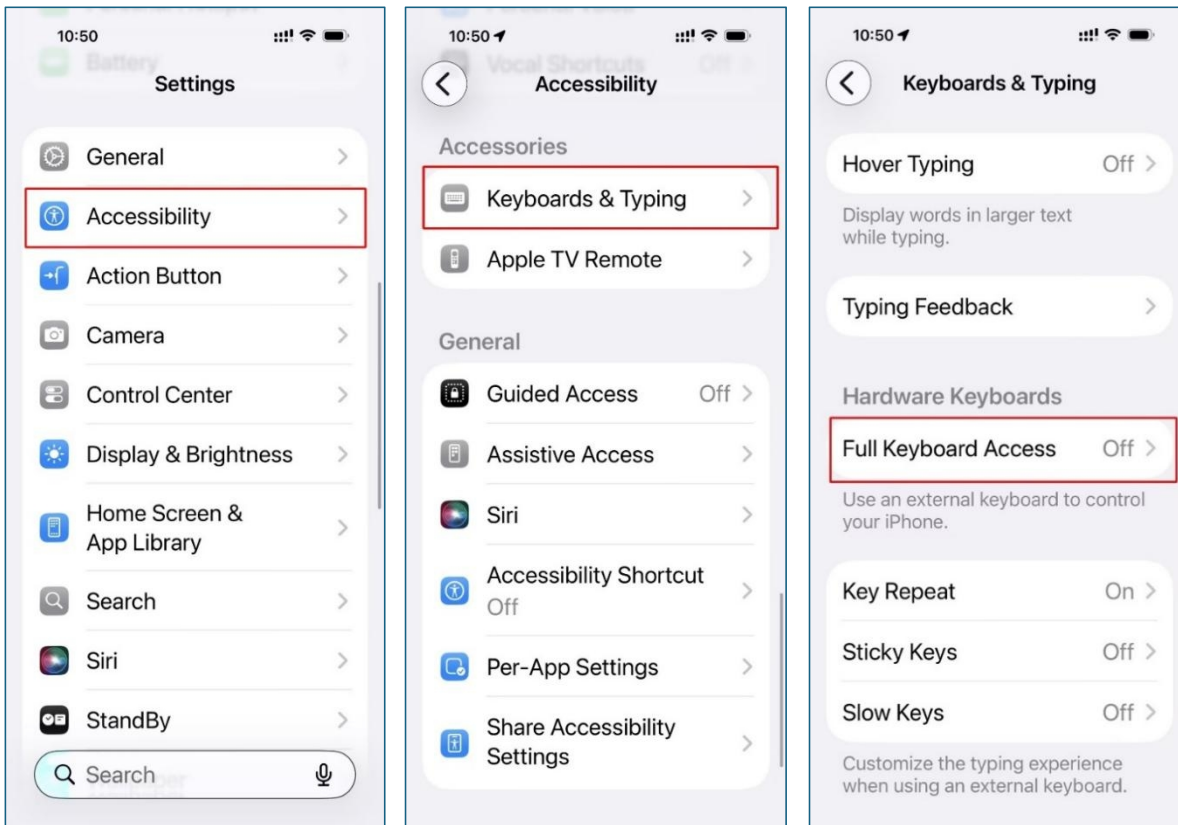 10:50
Battery
Settings
General
Accessibility
Action Button
Camera
Control Center
Display & Brightness
Home Screen &
App Library
Search
Siri
StandBy
Search
10:50
Vocal Shortcuts Off
Accessibility
Accessories
Keyboards & Typing
Apple TV Remote
General
Guided Access Off
Assistive Access
Siri
Accessibility Shortcut
Off
Per-App Settings
Share Accessibility
Settings
10:50
Keyboards & Typing
Hover Typing Off
Display words in larger text
while typing.
Typing Feedback
Hardware Keyboards
Full Keyboard Access Off
Use an external keyboard to control
your iPhone.
Key Repeat On
Sticky Keys Off
Slow Keys Off
Customize the typing experience
when using an external keyboard.